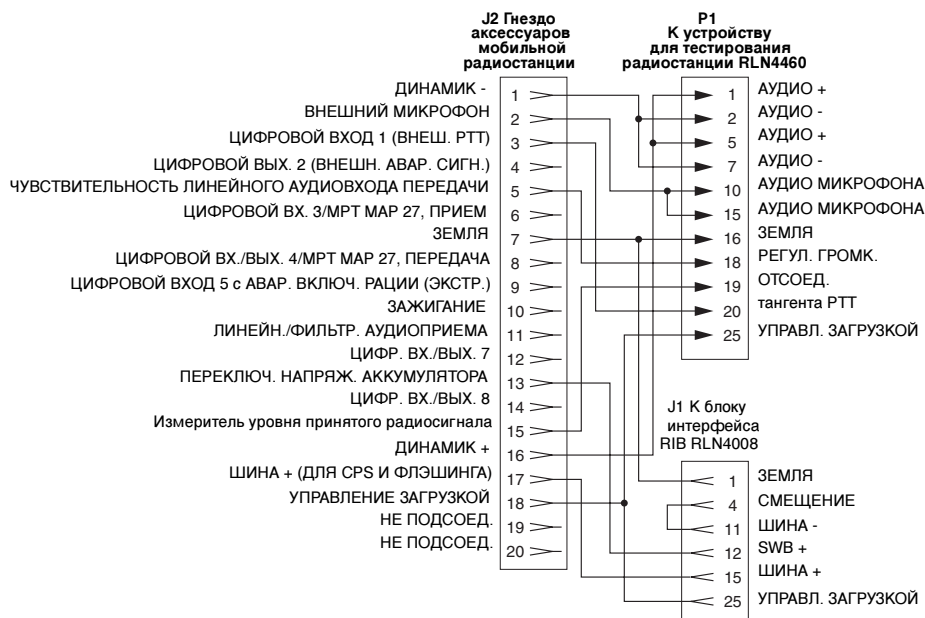 J2 Гнездо
аксессуаров
мобильной
радиостанции
ДИНАМИК - 1
ВНЕШНИЙ МИКРОФОН 2
ЦИФРОВОЙ ВХОД 1 (ВНЕШ. PTT) 3
ЦИФРОВОЙ ВЫХ. 2 (ВНЕШН. АВАР. СИГН.) 4
ЧУВСТВИТЕЛЬНОСТЬ ЛИНЕЙНОГО АУДИОВХОДА ПЕРЕДАЧИ 5
ЦИФРОВОЙ ВХ. 3/МРТ МАР 27, ПРИЕМ 6
ЗЕМЛЯ 7
ЦИФРОВОЙ ВХ./ВЫХ. 4/МРТ МАР 27, ПЕРЕДАЧА 8
ЦИФРОВОЙ ВХОД 5 с АВАР. ВКЛЮЧ. РАЦИИ (ЭКСТР.) 9
ЗАЖИГАНИЕ 10
ЛИНЕЙН./ФИЛЬТР. АУДИОПРИЕМА 11
ЦИФР. ВХ./ВЫХ. 7 12
ПЕРЕКЛЮЧ. НАПРЯЖ. АККУМУЛЯТОРА 13
ЦИФР. ВХ./ВЫХ. 8 14
Измеритель уровня принятого радиосигнала 15
ДИНАМИК + 16
ШИНА + (ДЛЯ CPS И ФЛЭШИНГА) 17
УПРАВЛЕНИЕ ЗАГРУЗКОЙ 18
НЕ ПОДСОЕД. 19
НЕ ПОДСОЕД. 20
P1
К устройству
для тестирования
радиостанции RLN4460
1 АУДИО +
2 АУДИО -
5 АУДИО +
7 АУДИО -
10 АУДИО МИКРОФОНА
15 АУДИО МИКРОФОНА
16 ЗЕМЛЯ
18 РЕГУЛ. ГРОМК.
19 ОТСОЕД.
20 тангента PTT
25 УПРАВЛ. ЗАГРУЗКОЙ
J1 К блоку
интерфейса
RIB RLN4008
1 ЗЕМЛЯ
4 СМЕЩЕНИЕ
11 ШИНА -
12 SWB +
15 ШИНА +
25 УПРАВЛ. ЗАГРУЗКОЙ